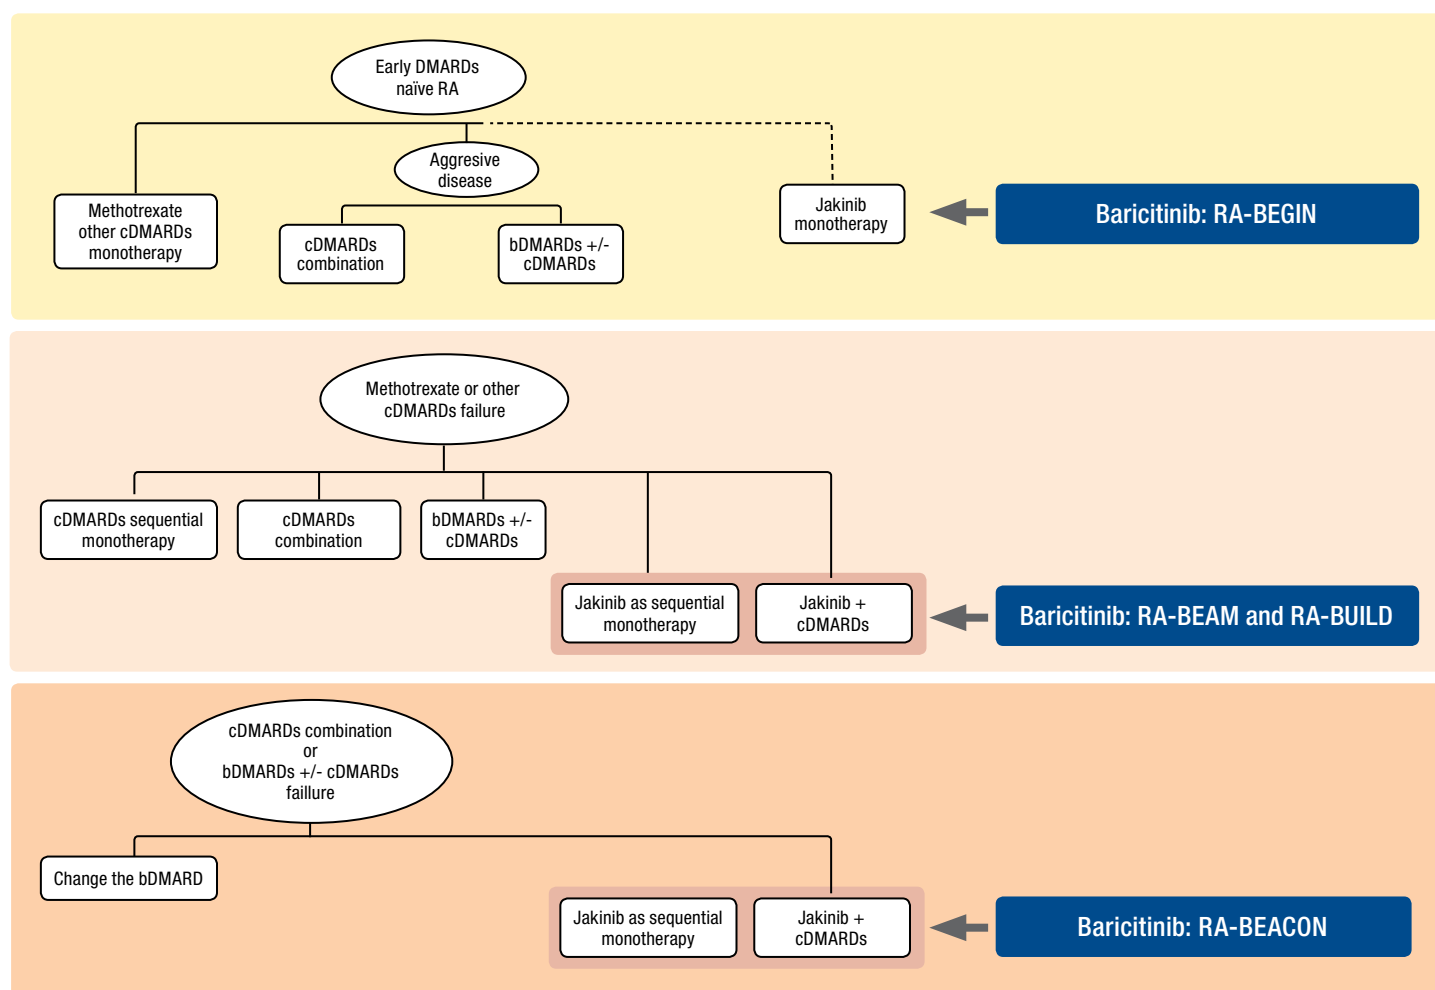 Early DMARDs
naïve RA
Aggresive
disease
Methotrexate
other cDMARDs
monotherapy
cDMARDs
combination
bDMARDs +/-
cDMARDs
Jakinib
monotherapy
Baricitinib: RA-BEGIN
Methotrexate or other
cDMARDs failure
cDMARDs sequential
monotherapy
cDMARDs
combination
bDMARDs +/-
cDMARDs
Jakinib as sequential
monotherapy
Jakinib +
cDMARDs
Baricitinib: RA-BEAM and RA-BUILD
cDMARDs combination
or
bDMARDs +/- cDMARDs
faillure
Change the bDMARD
Jakinib as sequential
monotherapy
Jakinib +
cDMARDs
Baricitinib: RA-BEACON